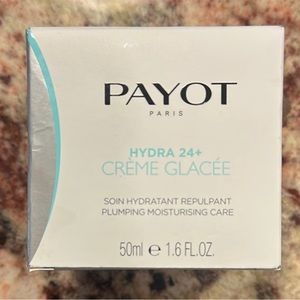 PAYOT
PARIS
HYDRA 24+
CRÈME GLACÉE
SOIN HYDRATANT REPULPANT
PLUMPING MOISTURISING CARE
50ml e 1.6 FL.OZ.